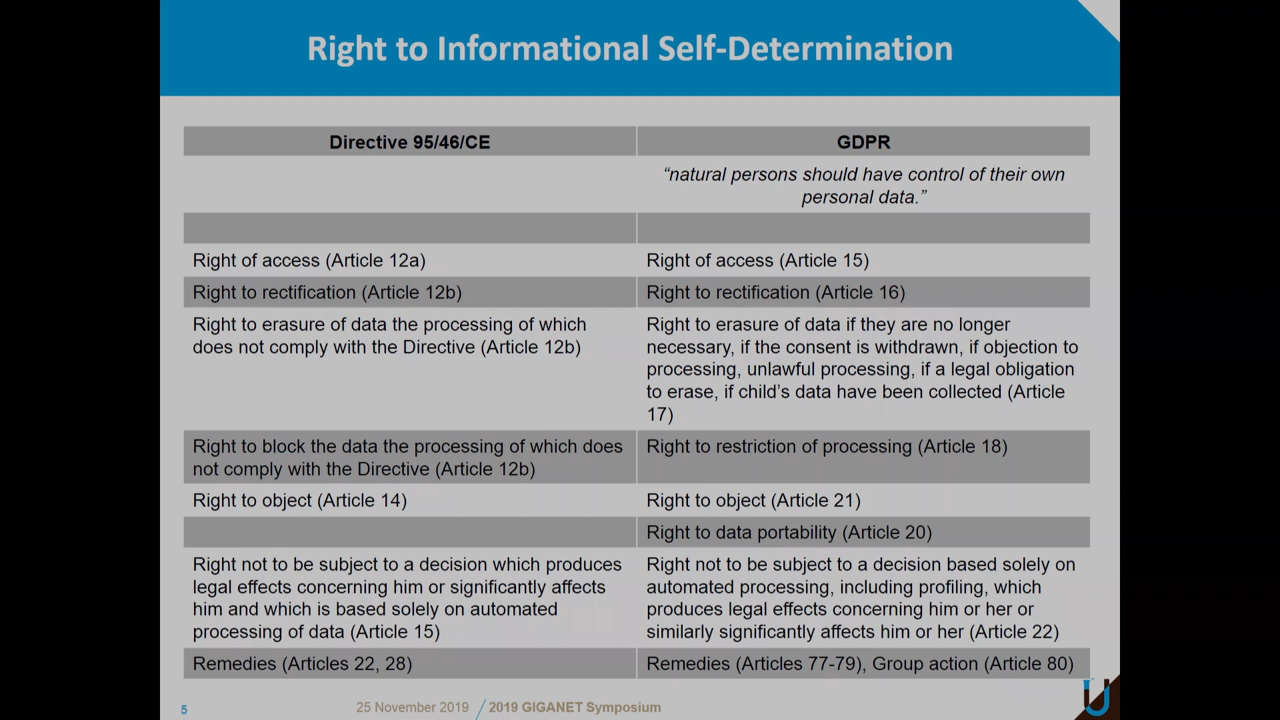 Right to Informational Self-Determination
Directive 95/46/CE
GDPR
“natural persons should have control of their own
personal data.”
Right of access (Article 12a)
Right of access (Article 15)
Right to rectification (Article 12b)
Right to rectification (Article 16)
Right to erasure of data the processing of which
does not comply with the Directive (Article 12b)
Right to erasure of data if they are no longer
necessary, if the consent is withdrawn, if objection to
processing, unlawful processing, if a legal obligation
to erase, if child’s data have been collected (Article
17)
Right to block the data the processing of which does
not comply with the Directive (Article 12b)
Right to restriction of processing (Article 18)
Right to object (Article 14)
Right to object (Article 21)
Right to data portability (Article 20)
Right not to be subject to a decision which produces
legal effects concerning him or significantly affects
him and which is based solely on automated
processing of data (Article 15)
Right not to be subject to a decision based solely on
automated processing, including profiling, which
produces legal effects concerning him or her or
similarly significantly affects him or her (Article 22)
Remedies (Articles 22, 28)
Remedies (Articles 77-79), Group action (Article 80)
5
25 November 2019
2019 GIGANET Symposium
U